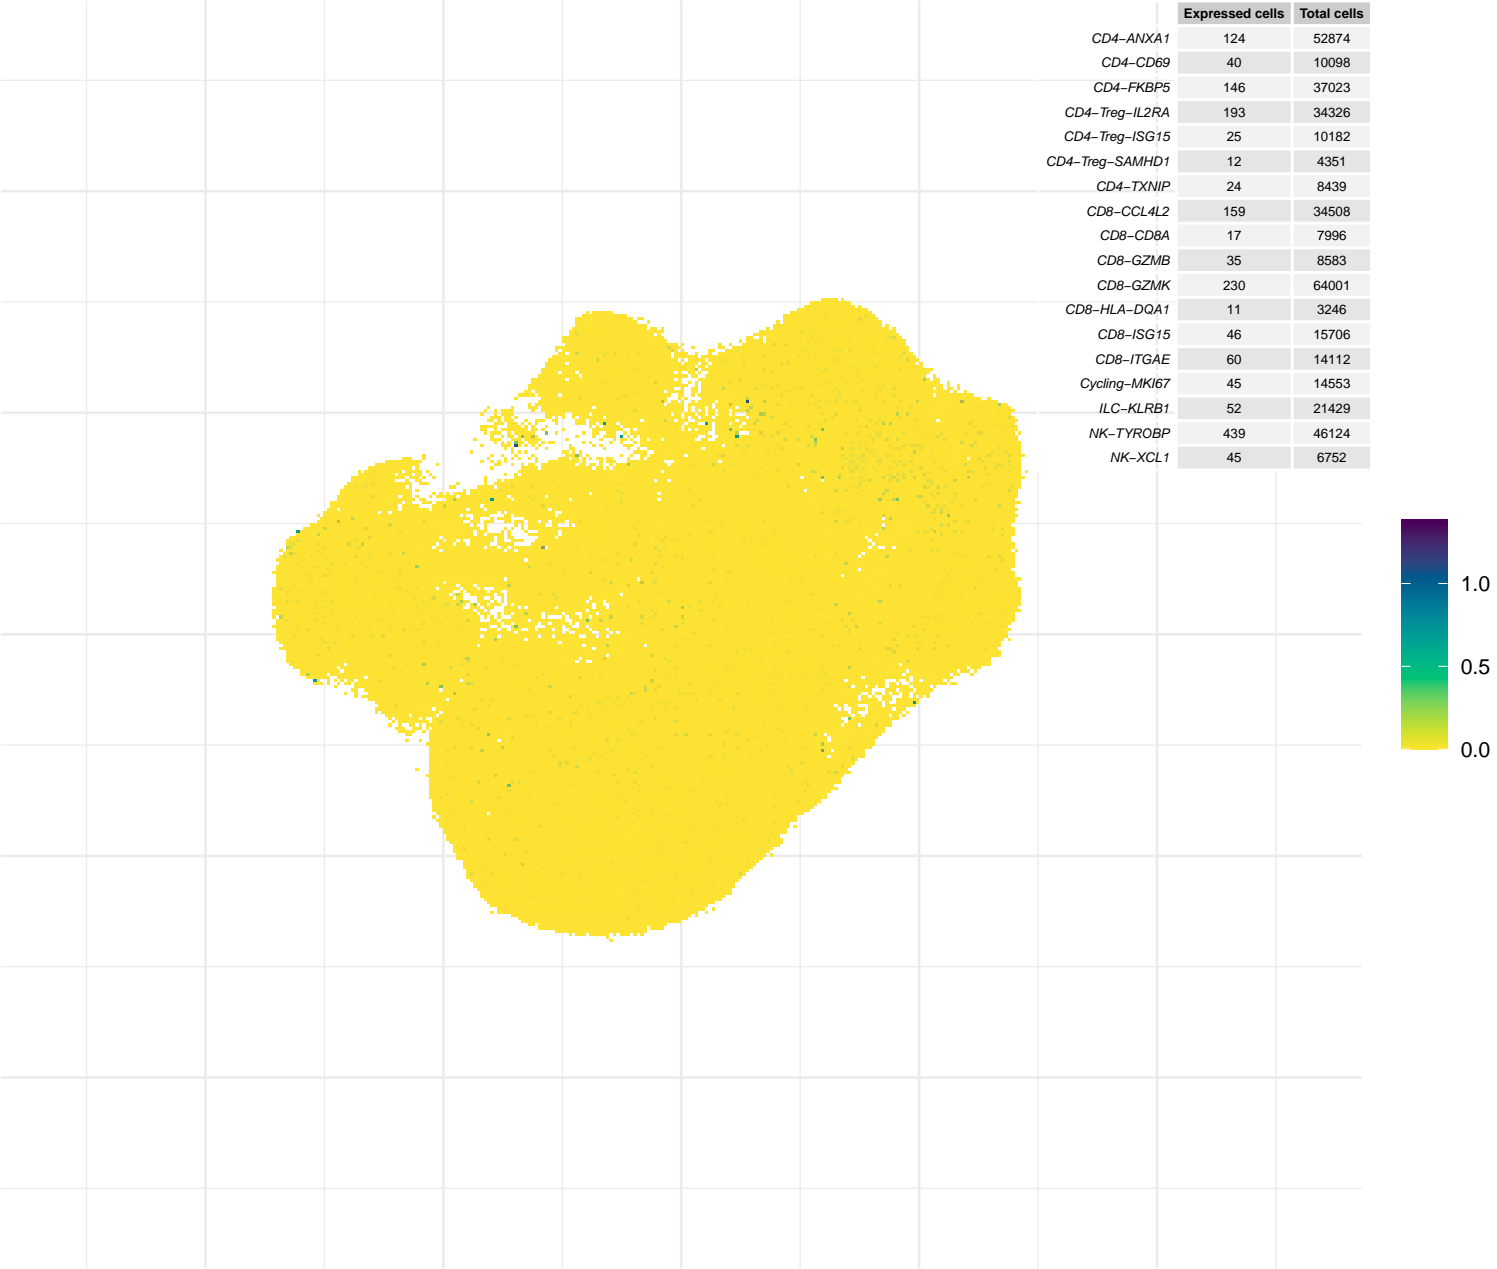 Expressed cells Total cells
CD4−ANXA1 124 52874
CD4−CD69 40 10098
CD4−FKBP5 146 37023
CD4−Treg−IL2RA 193 34326
CD4−Treg−ISG15 25 10182
CD4−Treg−SAMHD1 12 4351
CD4−TXNIP 24 8439
CD8−CCL4L2 159 34508
CD8−CD8A 17 7996
CD8−GZMB 35 8583
CD8−GZMK 230 64001
CD8−HLA−DQA1 11 3246
CD8−ISG15 46 15706
CD8−ITGAE 60 14112
Cycling−MKI67 45 14553
ILC−KLRB1 52 21429
NK−TYROBP 439 46124
NK−XCL1 45 6752
1.0
0.5
0.0